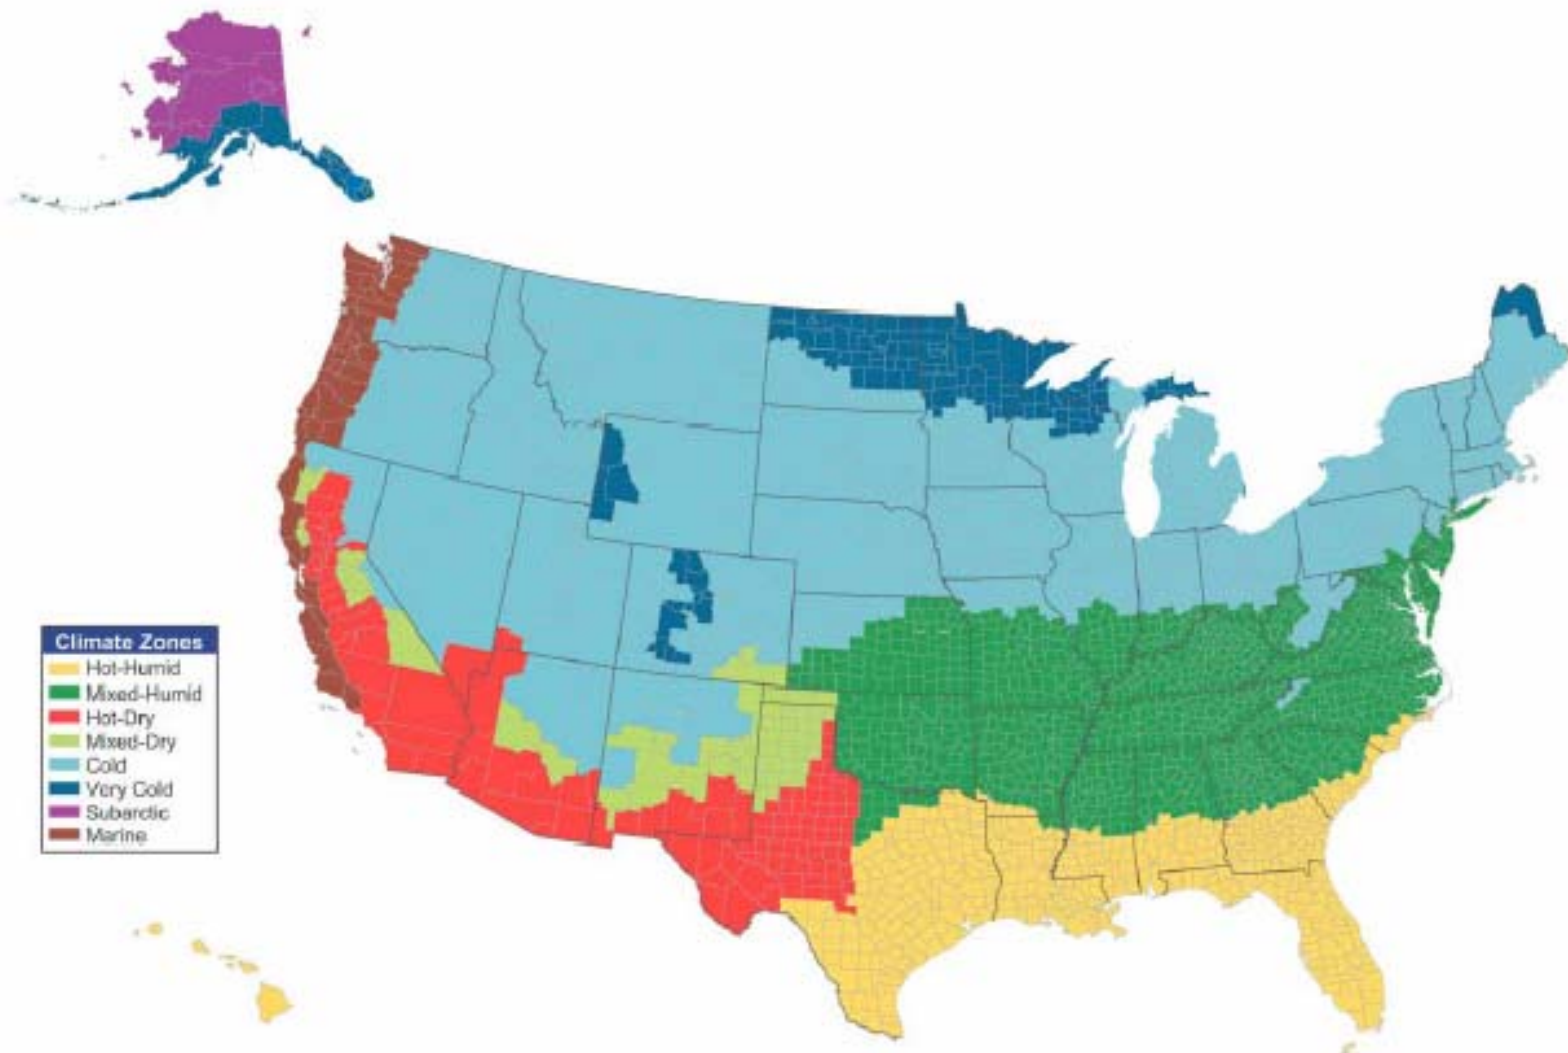 Climate Zones
Hot-Humid
Mixed-Humid
Hot-Dry
Mixed-Dry
Cold
Very Cold
Subarctic
Marine